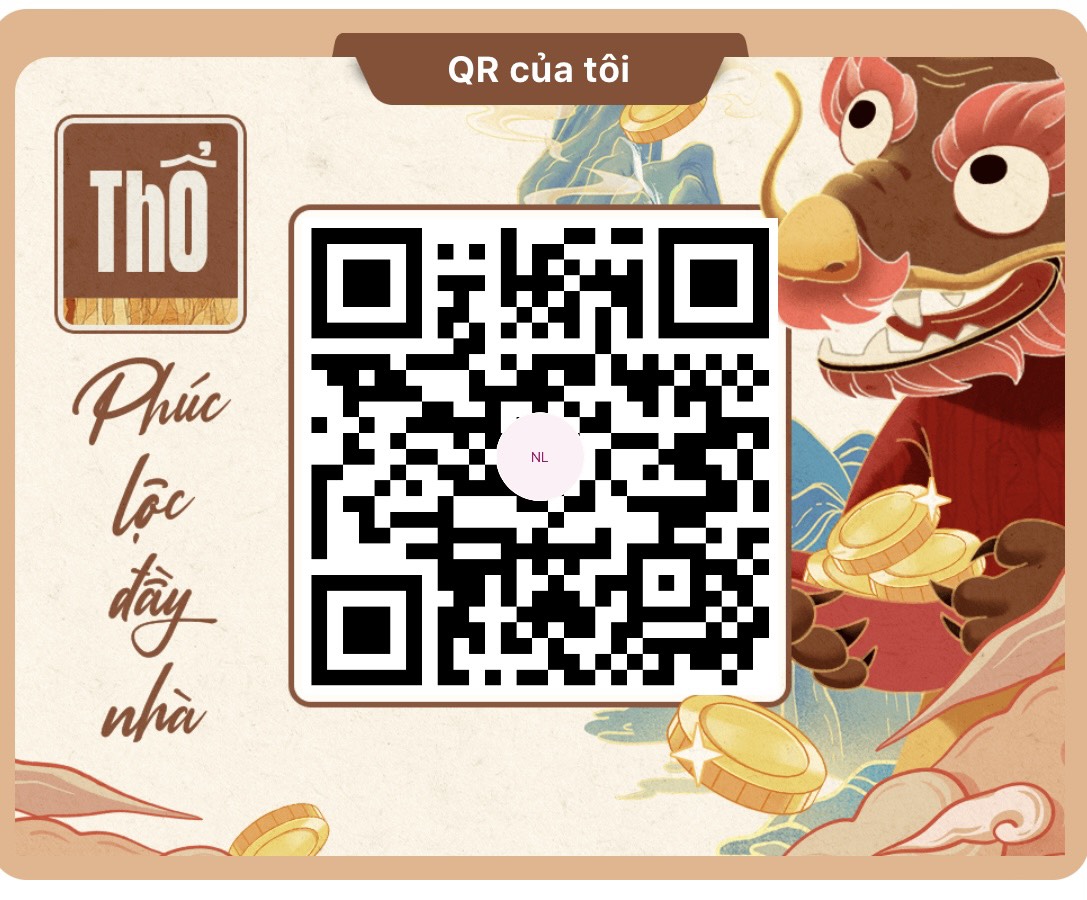 QR của tôi
Thổ
Phúc
lộc
đầy
nhà
NL